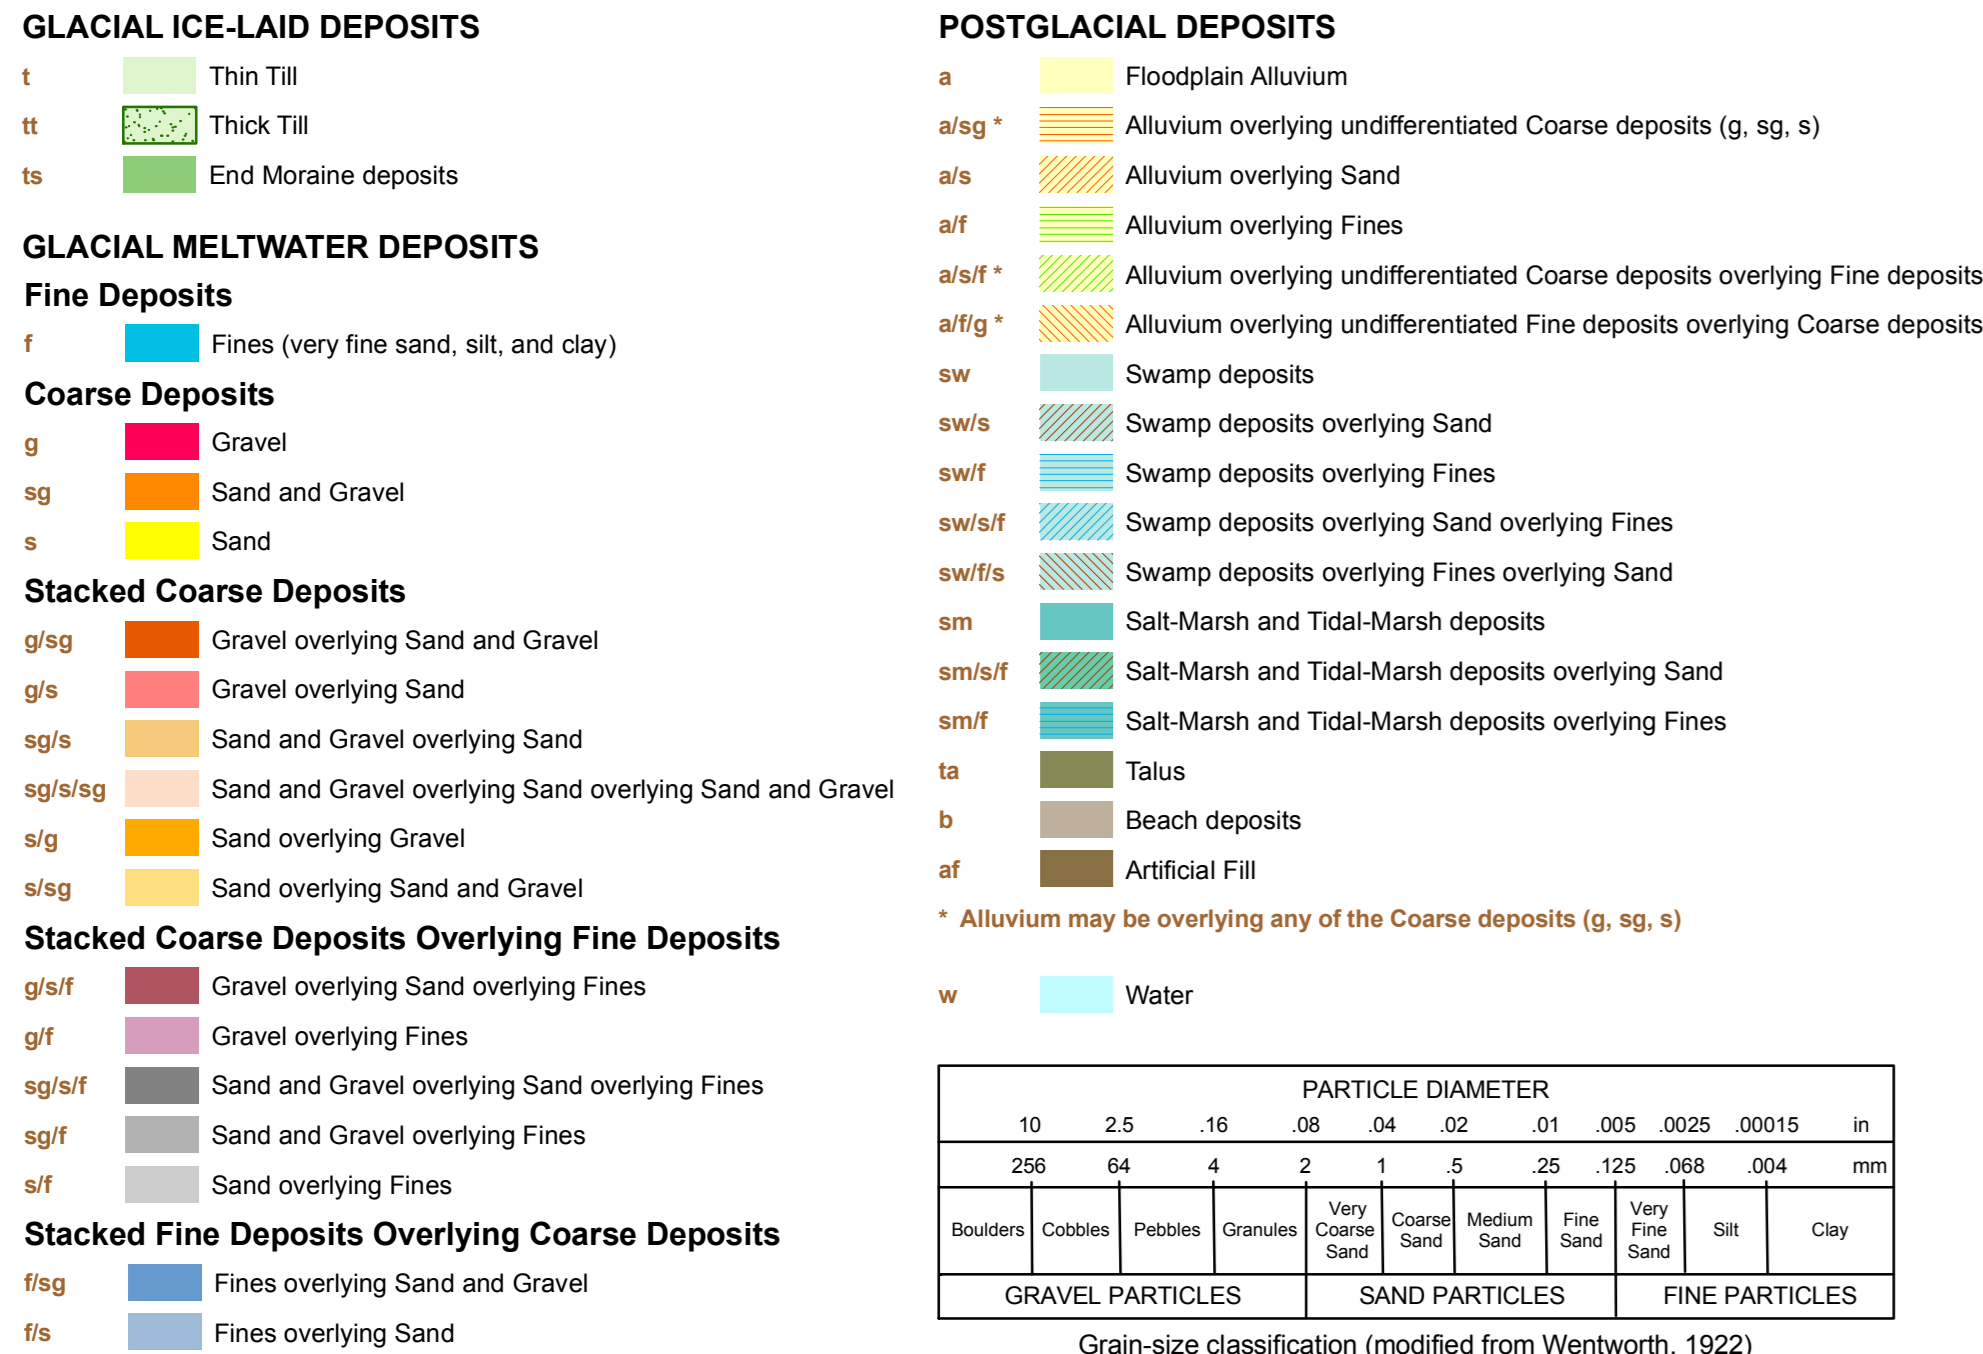 GLACIAL ICE-LAID DEPOSITS
t Thin Till
tt Thick Till
ts End Moraine deposits
GLACIAL MELTWATER DEPOSITS
Fine Deposits
f Fines (very fine sand, silt, and clay)
Coarse Deposits
g Gravel
sg Sand and Gravel
s Sand
Stacked Coarse Deposits
g/sg Gravel overlying Sand and Gravel
g/s Gravel overlying Sand
sg/s Sand and Gravel overlying Sand
sg/s/sg Sand and Gravel overlying Sand overlying Sand and Gravel
s/g Sand overlying Gravel
s/sg Sand overlying Sand and Gravel
Stacked Coarse Deposits Overlying Fine Deposits
g/s/f Gravel overlying Sand overlying Fines
g/f Gravel overlying Fines
sg/s/f Sand and Gravel overlying Sand overlying Fines
sg/f Sand and Gravel overlying Fines
s/f Sand overlying Fines
Stacked Fine Deposits Overlying Coarse Deposits
f/sg Fines overlying Sand and Gravel
f/s Fines overlying Sand
POSTGLACIAL DEPOSITS
a Floodplain Alluvium
a/sg * Alluvium overlying undifferentiated Coarse deposits (g, sg, s)
a/s Alluvium overlying Sand
a/f Alluvium overlying Fines
a/s/f * Alluvium overlying undifferentiated Coarse deposits overlying Fine deposits
a/f/g * Alluvium overlying undifferentiated Fine deposits overlying Coarse deposits
sw Swamp deposits
sw/s Swamp deposits overlying Sand
sw/f Swamp deposits overlying Fines
sw/s/f Swamp deposits overlying Sand overlying Fines
sw/f/s Swamp deposits overlying Fines overlying Sand
sm Salt-Marsh and Tidal-Marsh deposits
sm/s/f Salt-Marsh and Tidal-Marsh deposits overlying Sand
sm/f Salt-Marsh and Tidal-Marsh deposits overlying Fines
ta Talus
b Beach deposits
af Artificial Fill
* Alluvium may be overlying any of the Coarse deposits (g, sg, s)
w Water
PARTICLE DIAMETER
10 2.5 .16 .08 .04 .02 .01 .005 .0025 .00015 in
256 64 4 2 1 .5 .25 .125 .068 .004 mm
Boulders Cobbles Pebbles Granules Very Coarse Sand Coarse Sand Medium Sand Fine Sand Very Fine Sand Silt Clay
GRAVEL PARTICLES SAND PARTICLES FINE PARTICLES
Grain-size classification (modified from Wentworth, 1922)